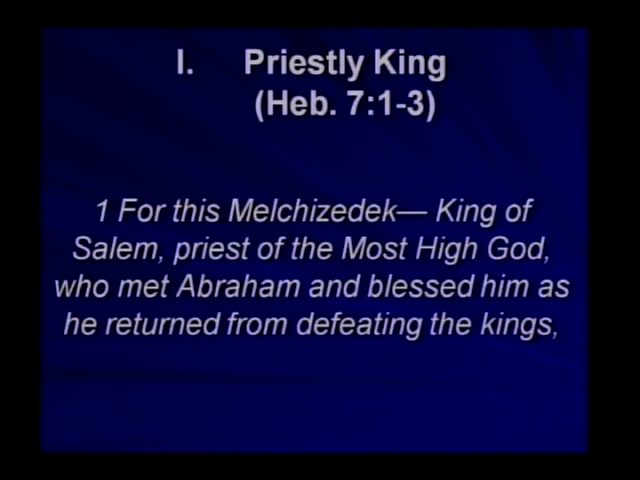 I. Priestly King
(Heb. 7:1-3)
1 For this Melchizedek— King of
Salem, priest of the Most High God,
who met Abraham and blessed him as
he returned from defeating the kings,